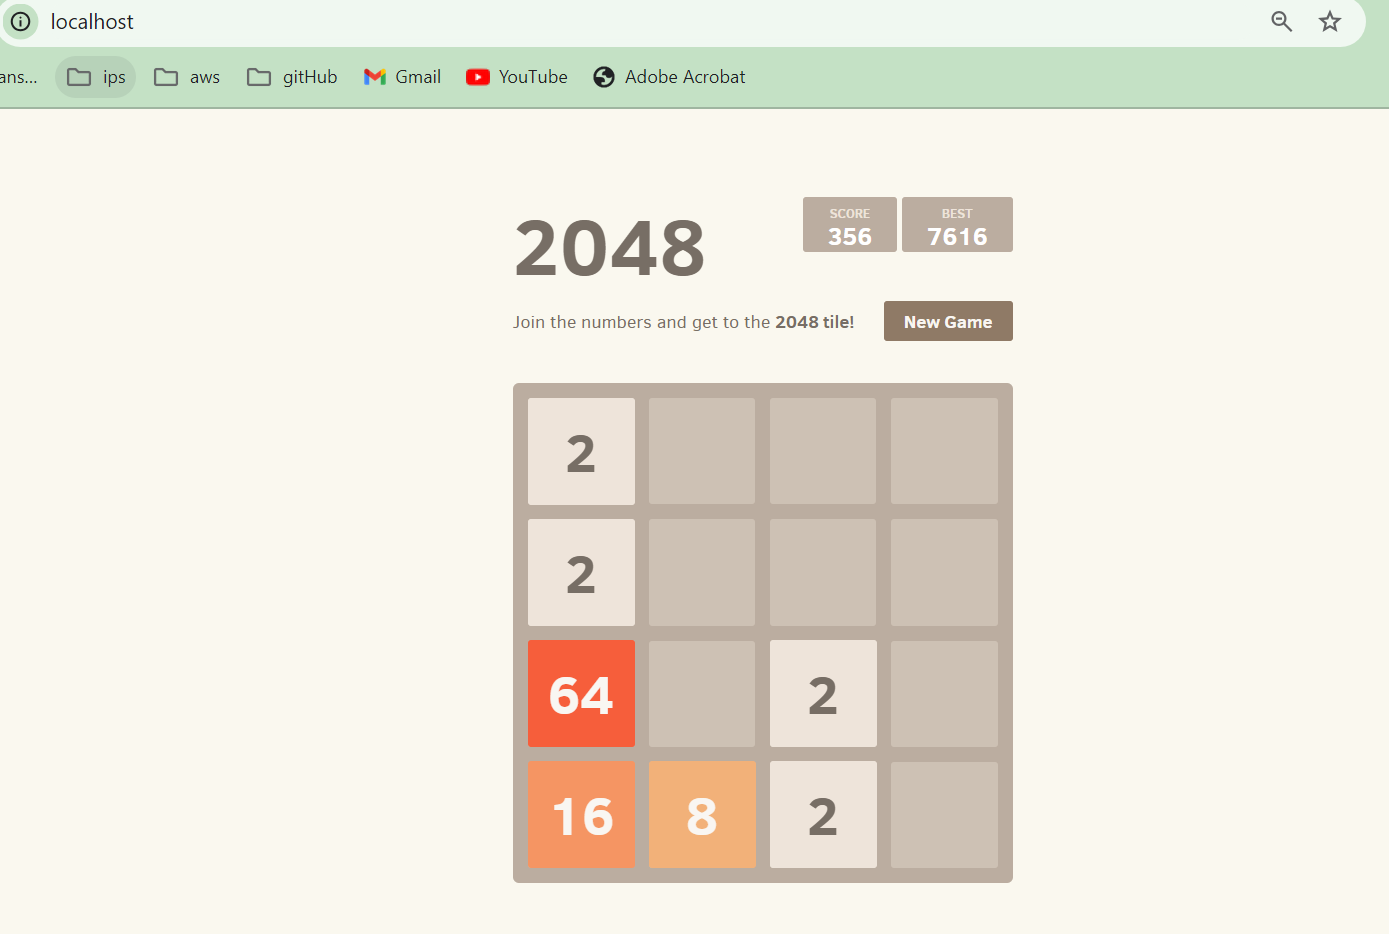 localhost
ans... ips aws gitHub Gmail YouTube Adobe Acrobat
2048
SCORE
356
BEST
7616
Join the numbers and get to the 2048 tile!
New Game
2
2
64 2
16 8 2